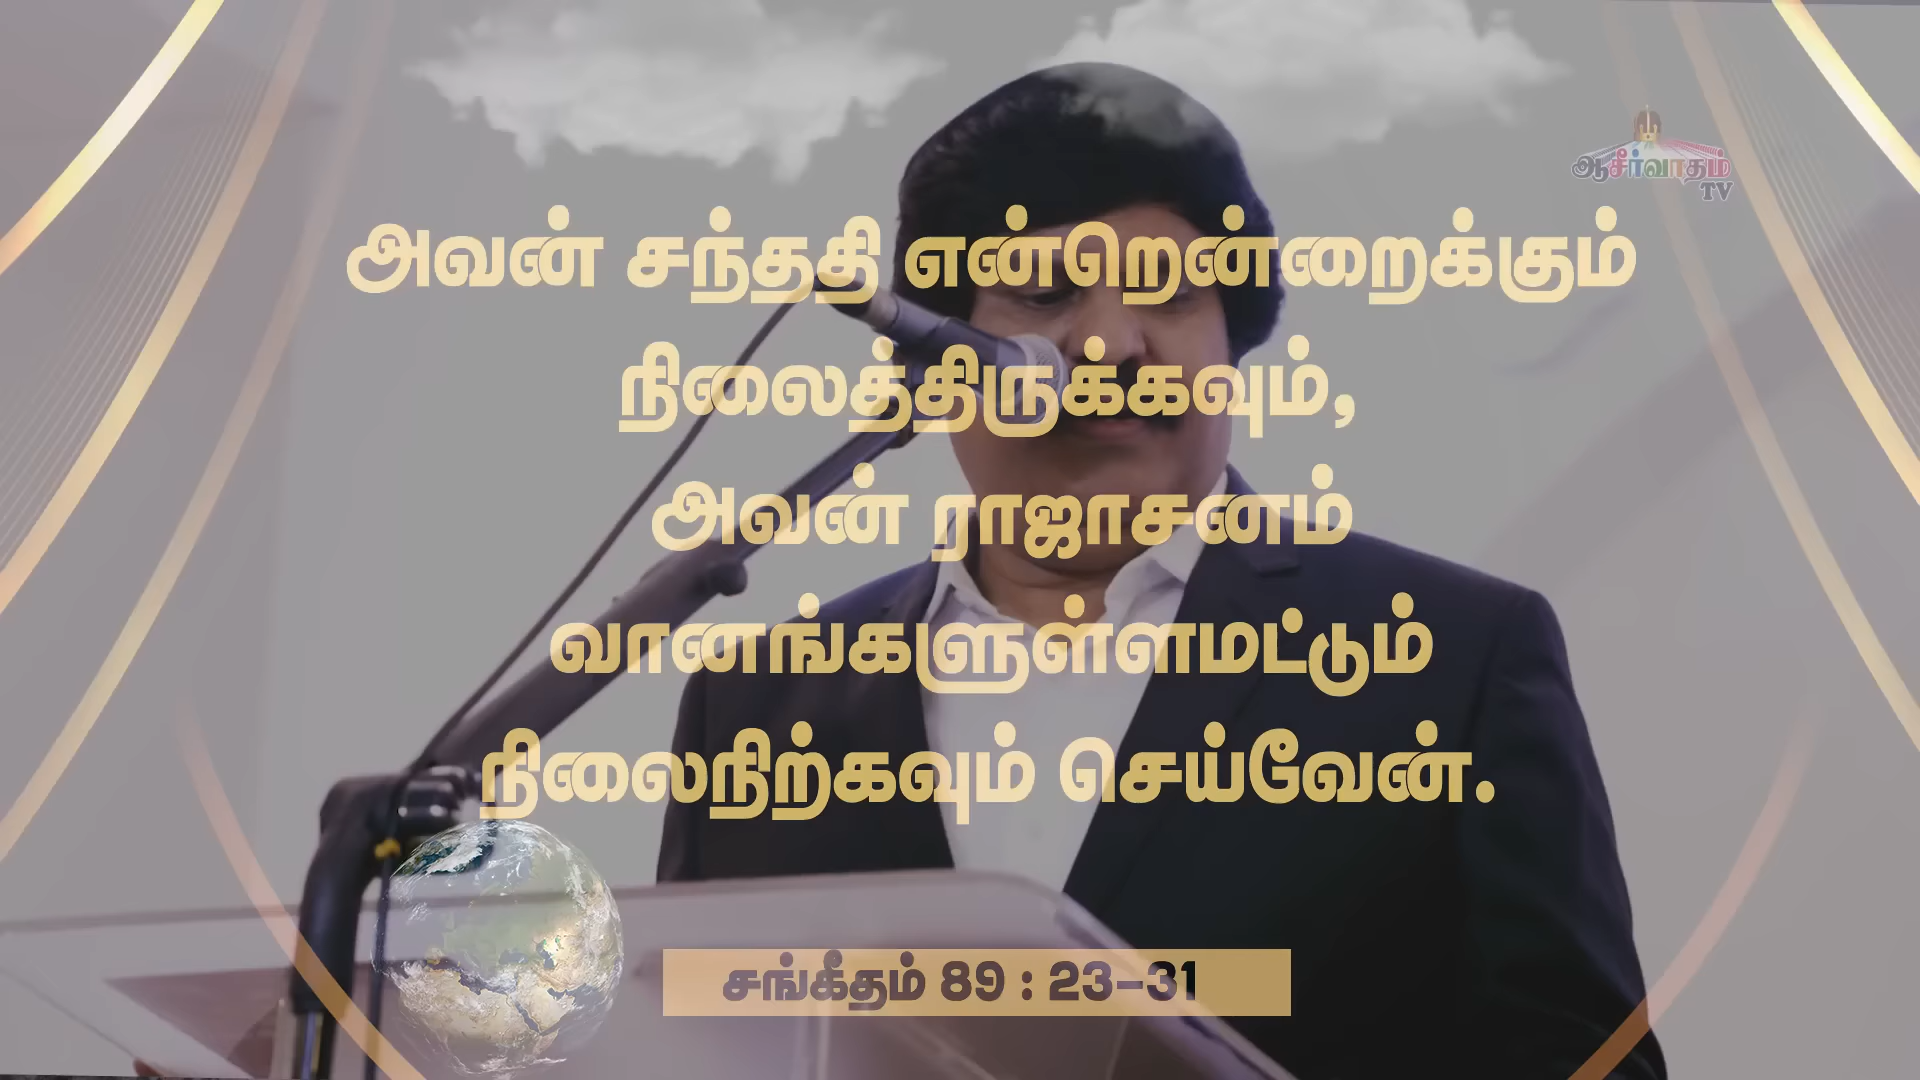 ஆசீர்வாதம்
TV
அவன் சந்ததி என்றென்றைக்கும்
நிலைத்திருக்கவும்,
அவன் ராஜாசனம்
வானங்களுள்ளமட்டும்
நிலைநிற்கவும் செய்வேன்.
சங்கீதம் 89 : 23-31